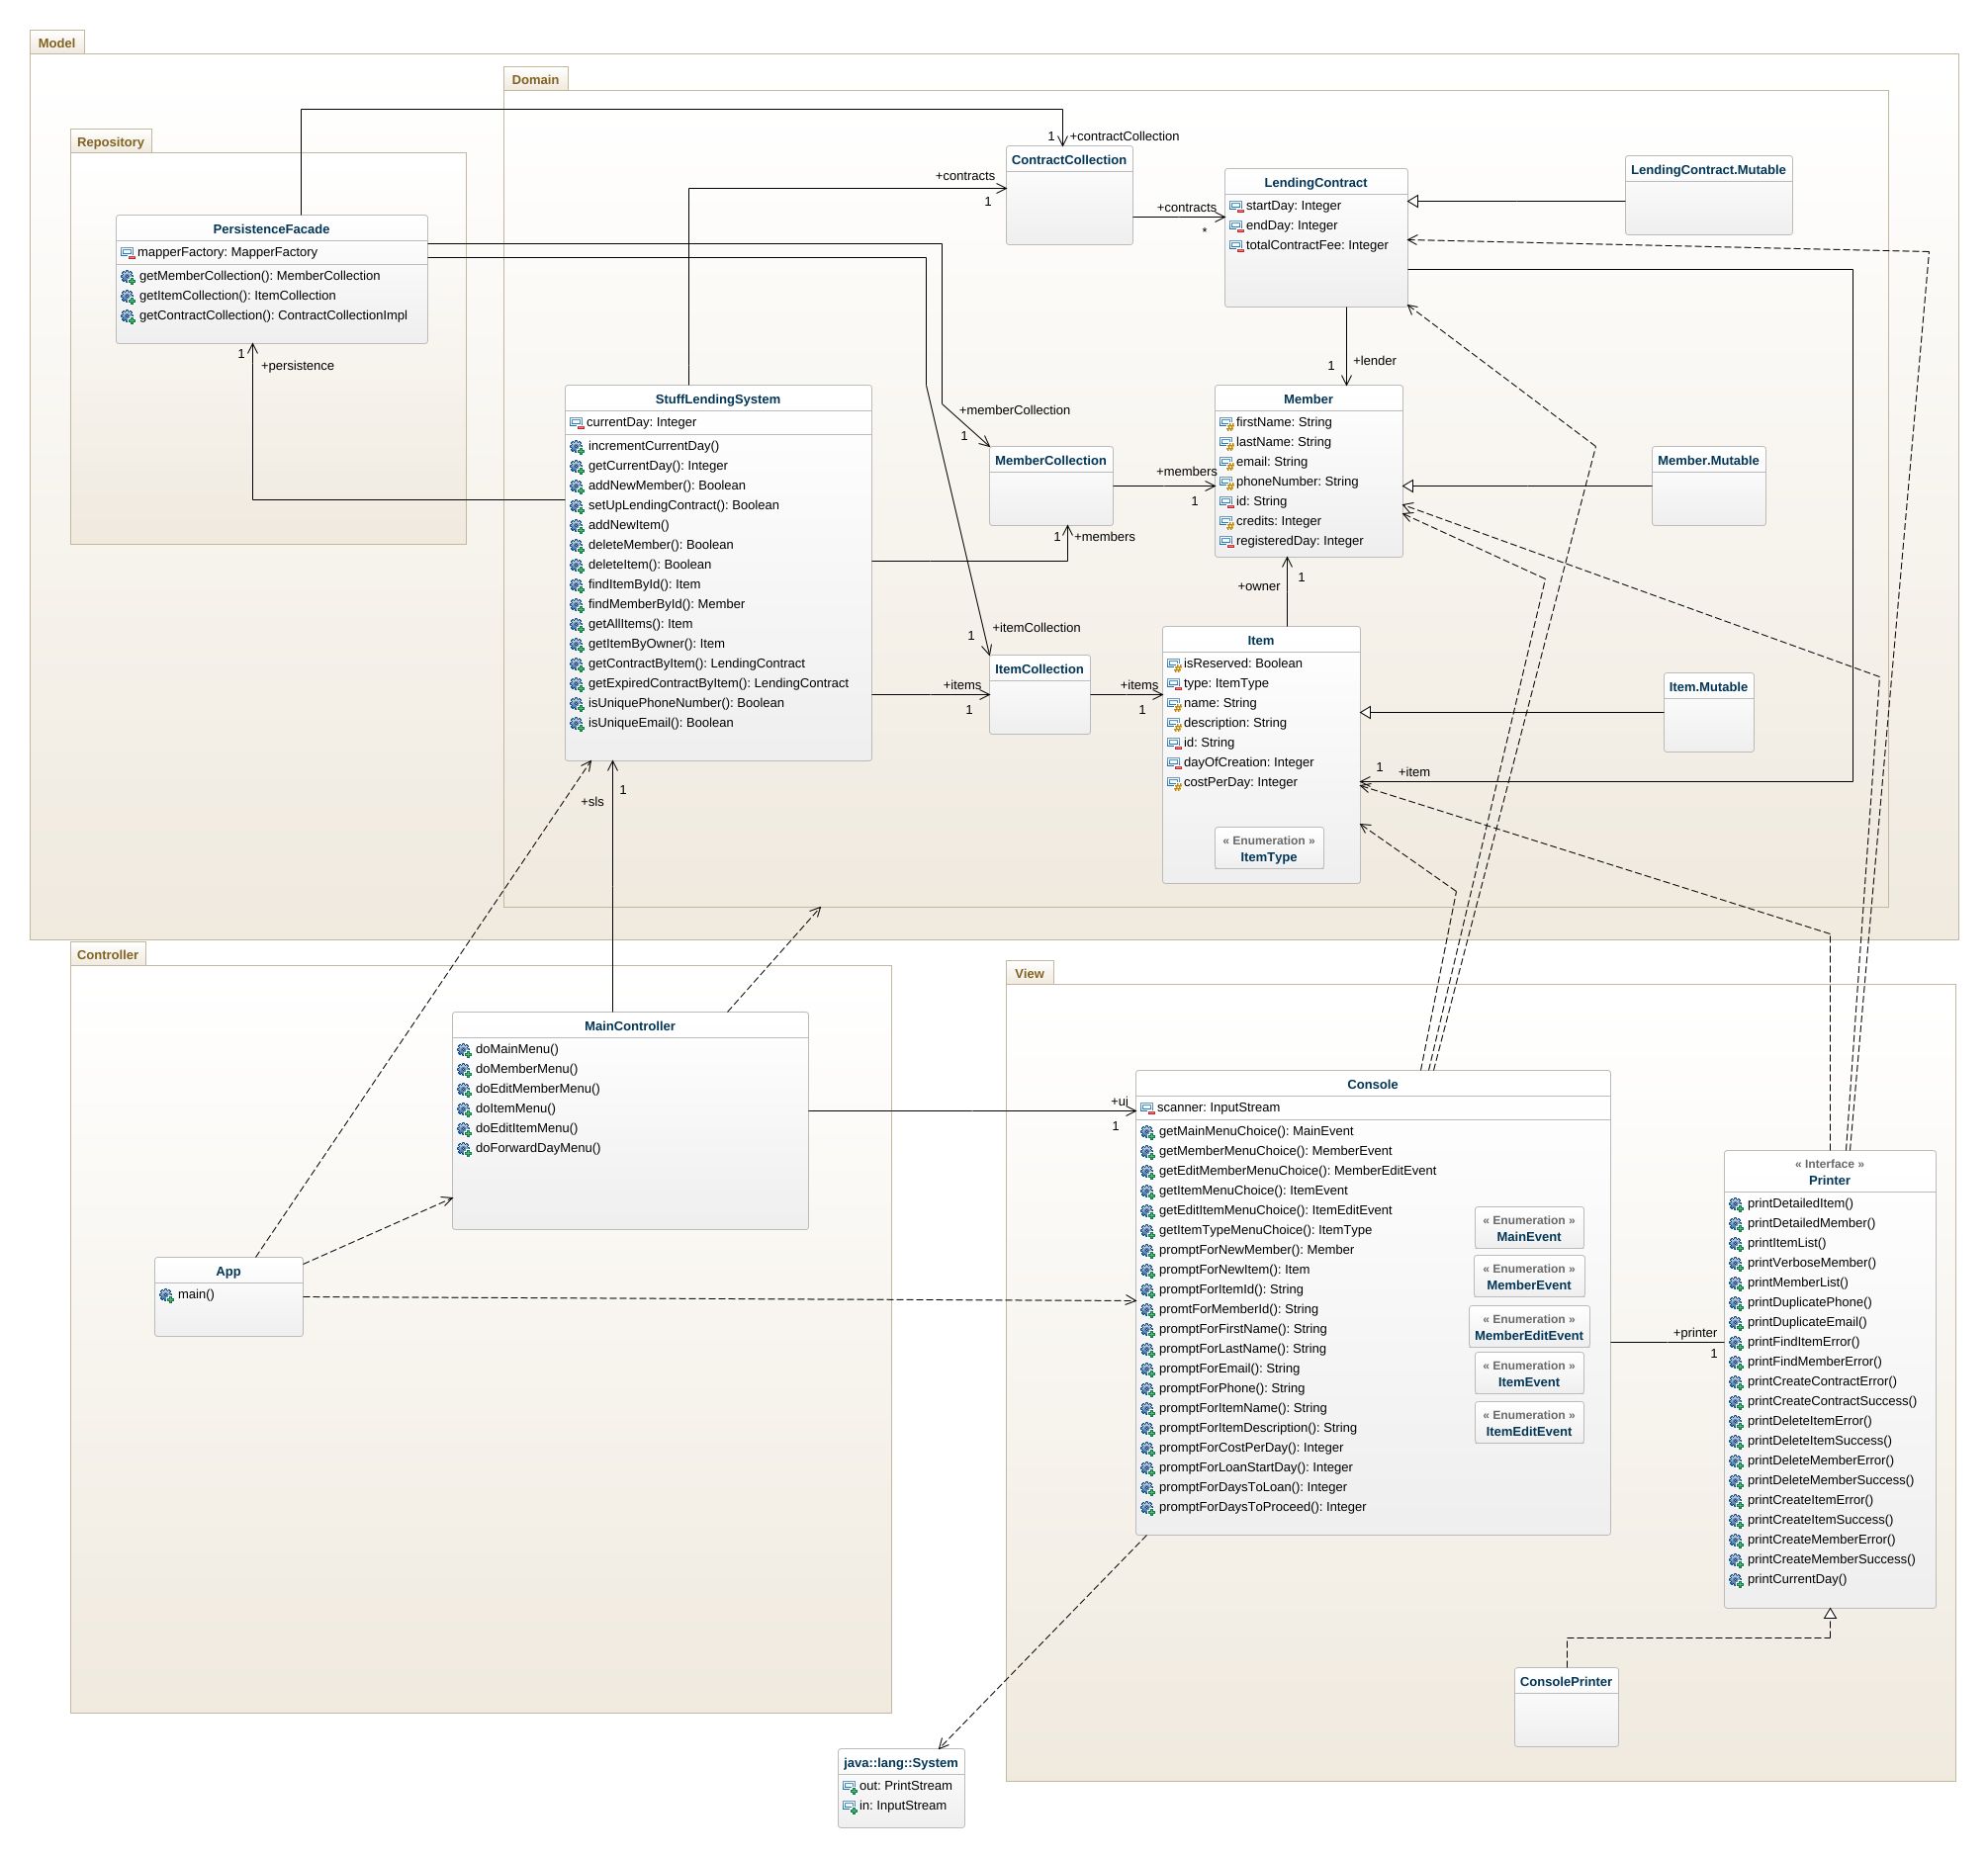 Model
Domain
Repository
1 +contractCollection
ContractCollection
+contracts
1
+contracts
*
LendingContract
startDay: Integer
endDay: Integer
totalContractFee: Integer
LendingContract.Mutable
PersistenceFacade
mapperFactory: MapperFactory
getMemberCollection(): MemberCollection
getItemCollection(): ItemCollection
getContractCollection(): ContractCollectionImpl
1
+persistence
1
+lender
StuffLendingSystem
currentDay: Integer
incrementCurrentDay()
getCurrentDay(): Integer
addNewMember(): Boolean
setUpLendingContract(): Boolean
addNewItem()
deleteMember(): Boolean
deleteItem(): Boolean
findItemById(): Item
findMemberById(): Member
getAllItems(): Item
getItemByOwner(): Item
getContractByItem(): LendingContract
getExpiredContractByItem(): LendingContract
isUniquePhoneNumber(): Boolean
isUniqueEmail(): Boolean
+memberCollection
1
MemberCollection
+members
1
1 +members
Member
firstName: String
lastName: String
email: String
phoneNumber: String
id: String
credits: Integer
registeredDay: Integer
Member.Mutable
+owner
1
+itemCollection
1
ItemCollection
+items
1
+items
1
Item
isReserved: Boolean
type: ItemType
name: String
description: String
id: String
dayOfCreation: Integer
costPerDay: Integer
« Enumeration »
ItemType
Item.Mutable
1
+item
+sls
1
Controller
MainController
doMainMenu()
doMemberMenu()
doEditMemberMenu()
doItemMenu()
doEditItemMenu()
doForwardDayMenu()
App
main()
+ui
1
View
Console
scanner: InputStream
getMainMenuChoice(): MainEvent
getMemberMenuChoice(): MemberEvent
getEditMemberMenuChoice(): MemberEditEvent
getItemMenuChoice(): ItemEvent
getEditItemMenuChoice(): ItemEditEvent
getItemTypeMenuChoice(): ItemType
promptForNewMember(): Member
promptForNewItem(): Item
promptForItemId(): String
promtForMemberId(): String
promptForFirstName(): String
promptForLastName(): String
promptForEmail(): String
promptForPhone(): String
promptForItemName(): String
promptForItemDescription(): String
promptForCostPerDay(): Integer
promptForLoanStartDay(): Integer
promptForDaysToLoan(): Integer
promptForDaysToProceed(): Integer
« Enumeration »
MainEvent
« Enumeration »
MemberEvent
« Enumeration »
MemberEditEvent
« Enumeration »
ItemEvent
« Enumeration »
ItemEditEvent
+printer
1
« Interface »
Printer
printDetailedItem()
printDetailedMember()
printItemList()
printVerboseMember()
printMemberList()
printDuplicatePhone()
printDuplicateEmail()
printFindItemError()
printFindMemberError()
printCreateContractError()
printCreateContractSuccess()
printDeleteItemError()
printDeleteItemSuccess()
printDeleteMemberError()
printDeleteMemberSuccess()
printCreateItemError()
printCreateItemSuccess()
printCreateMemberError()
printCreateMemberSuccess()
printCurrentDay()
ConsolePrinter
java::lang::System
out: PrintStream
in: InputStream